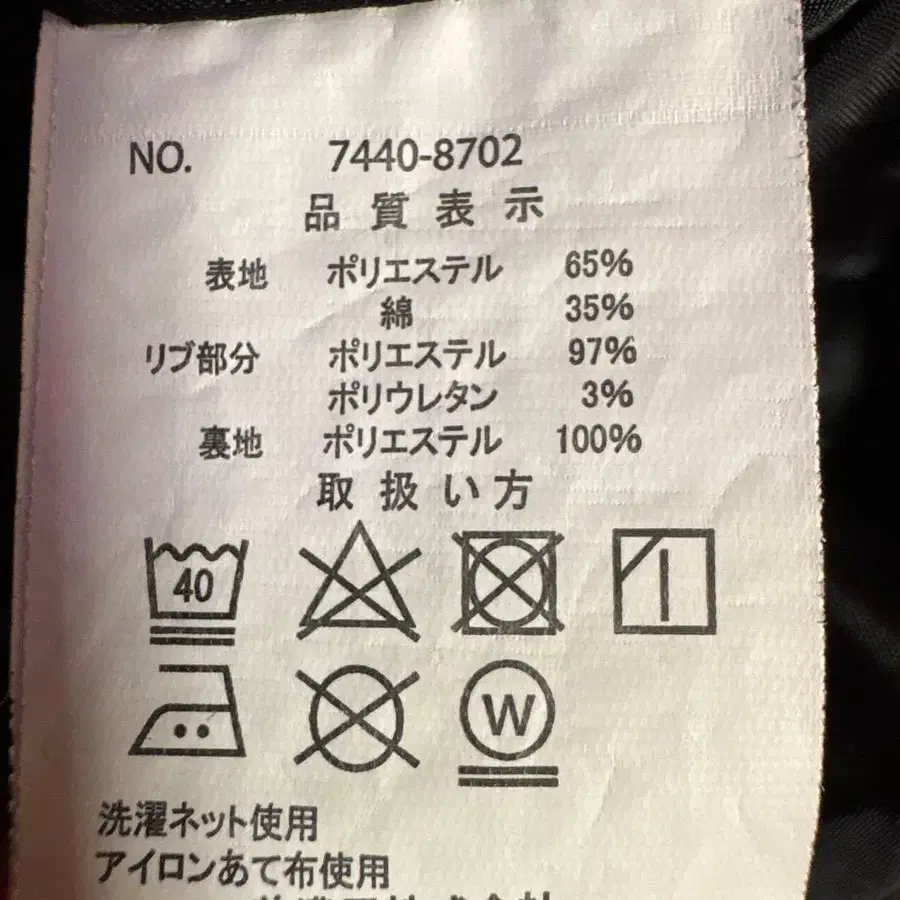 NO. 7440-8702
品質表示
表地 ポリエステル 65%
綿 35%
リブ部分 ポリエステル 97%
ポリウレタン 3%
裏地 ポリエステル 100%
取扱い方
40
W
洗濯ネット使用
アイロンあて布使用